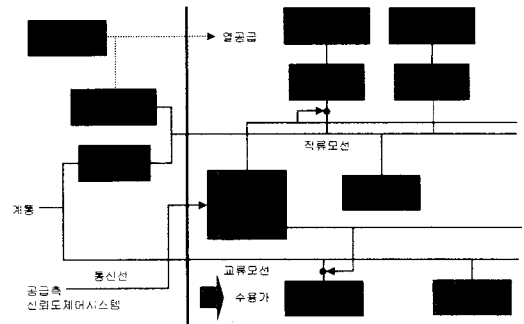 열공급
직류모선
계통
통신선
교류모선
공급측
신뢰도제어시스템
수용가